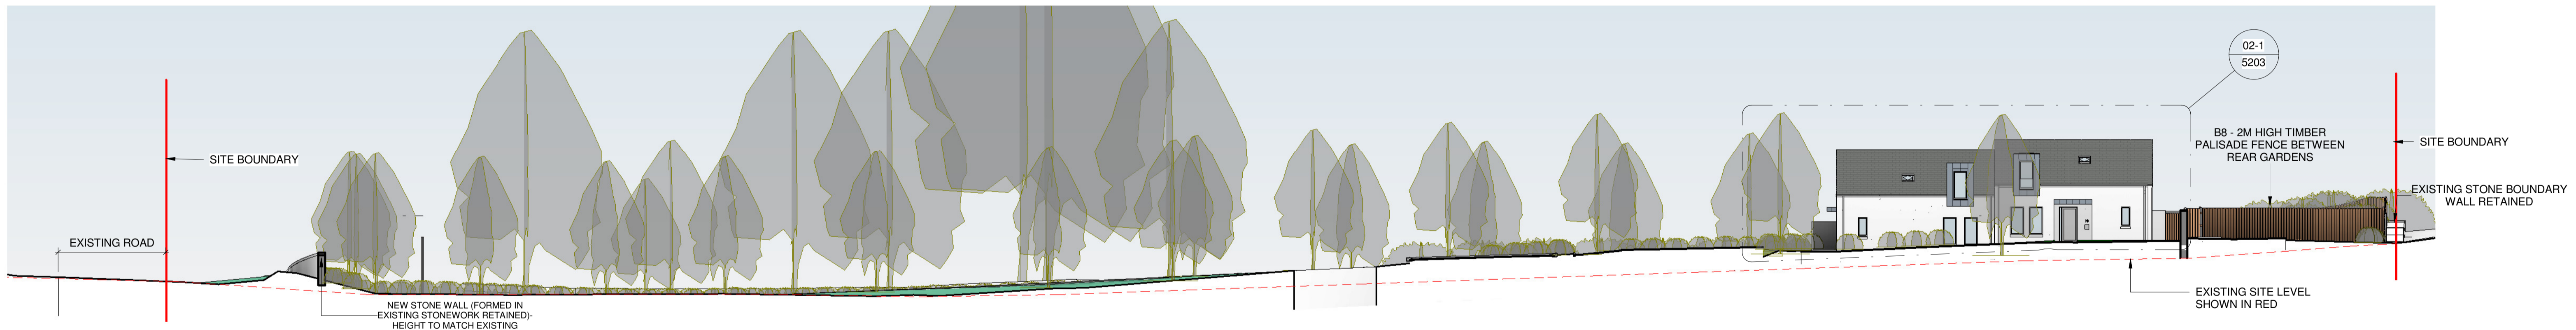 SITE BOUNDARY
EXISTING ROAD
NEW STONE WALL (FORMED IN
EXISTING STONEWORK RETAINED)-
HEIGHT TO MATCH EXISTING
02-1
5203
B8 - 2M HIGH TIMBER
PALISADE FENCE BETWEEN
REAR GARDENS
SITE BOUNDARY
EXISTING STONE BOUNDARY
WALL RETAINED
EXISTING SITE LEVEL
SHOWN IN RED